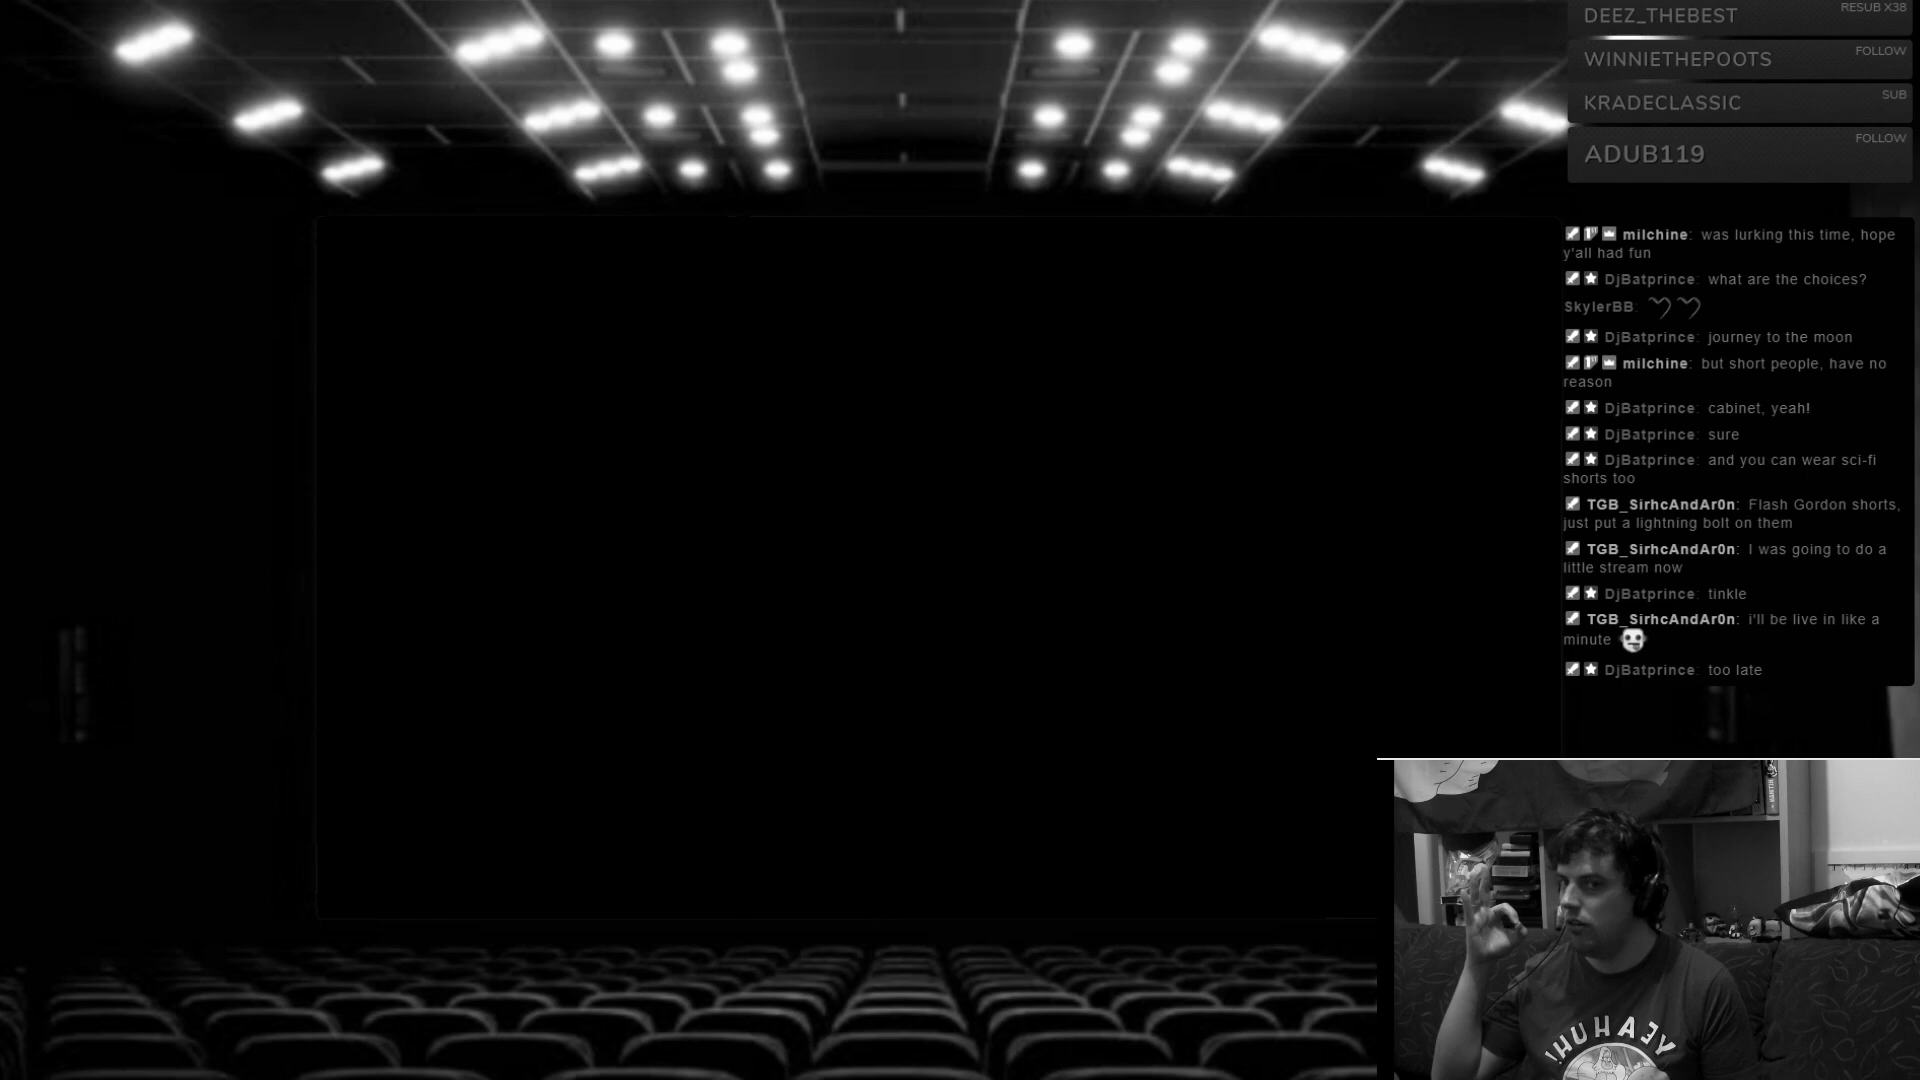 DEEZ_THEBEST RESUB X38
WINNIETHEPOOTS FOLLOW
KRADECLASSIC SUB
ADUB119 FOLLOW
milchine: was lurking this time, hope
y'all had fun
DjBatprince: what are the choices?
SkylerBB:
DjBatprince: journey to the moon
milchine: but short people, have no
reason
DjBatprince: cabinet, yeah!
DjBatprince: sure
DjBatprince: and you can wear sci-fi
shorts too
TGB_SirhcAndAr0n: Flash Gordon shorts,
just put a lightning bolt on them
TGB_SirhcAndAr0n: I was going to do a
little stream now
DjBatprince: tinkle
TGB_SirhcAndAr0n: i'll be live in like a
minute
DjBatprince: too late
YEAHUH!